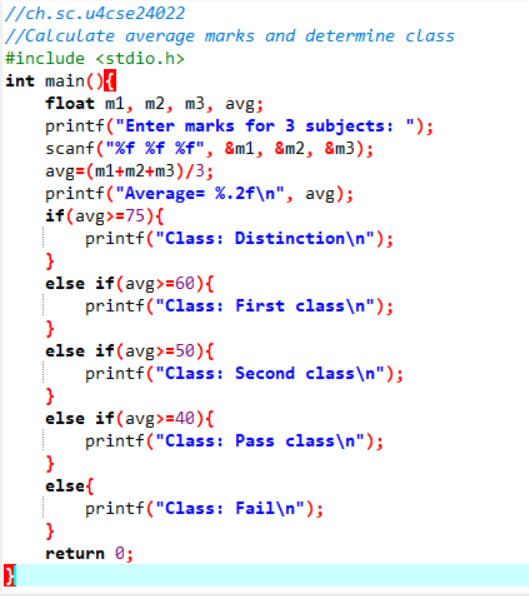 //ch.sc.u4cse24022
//Calculate average marks and determine class
#include <stdio.h>
int main(){
    float m1, m2, m3, avg;
    printf("Enter marks for 3 subjects: ");
    scanf("%f %f %f", &m1, &m2, &m3);
    avg=(m1+m2+m3)/3;
    printf("Average= %.2f\n", avg);
    if(avg>=75){
        printf("Class: Distinction\n");
    }
    else if(avg>=60){
        printf("Class: First class\n");
    }
    else if(avg>=50){
        printf("Class: Second class\n");
    }
    else if(avg>=40){
        printf("Class: Pass class\n");
    }
    else{
        printf("Class: Fail\n");
    }
    return 0;
}